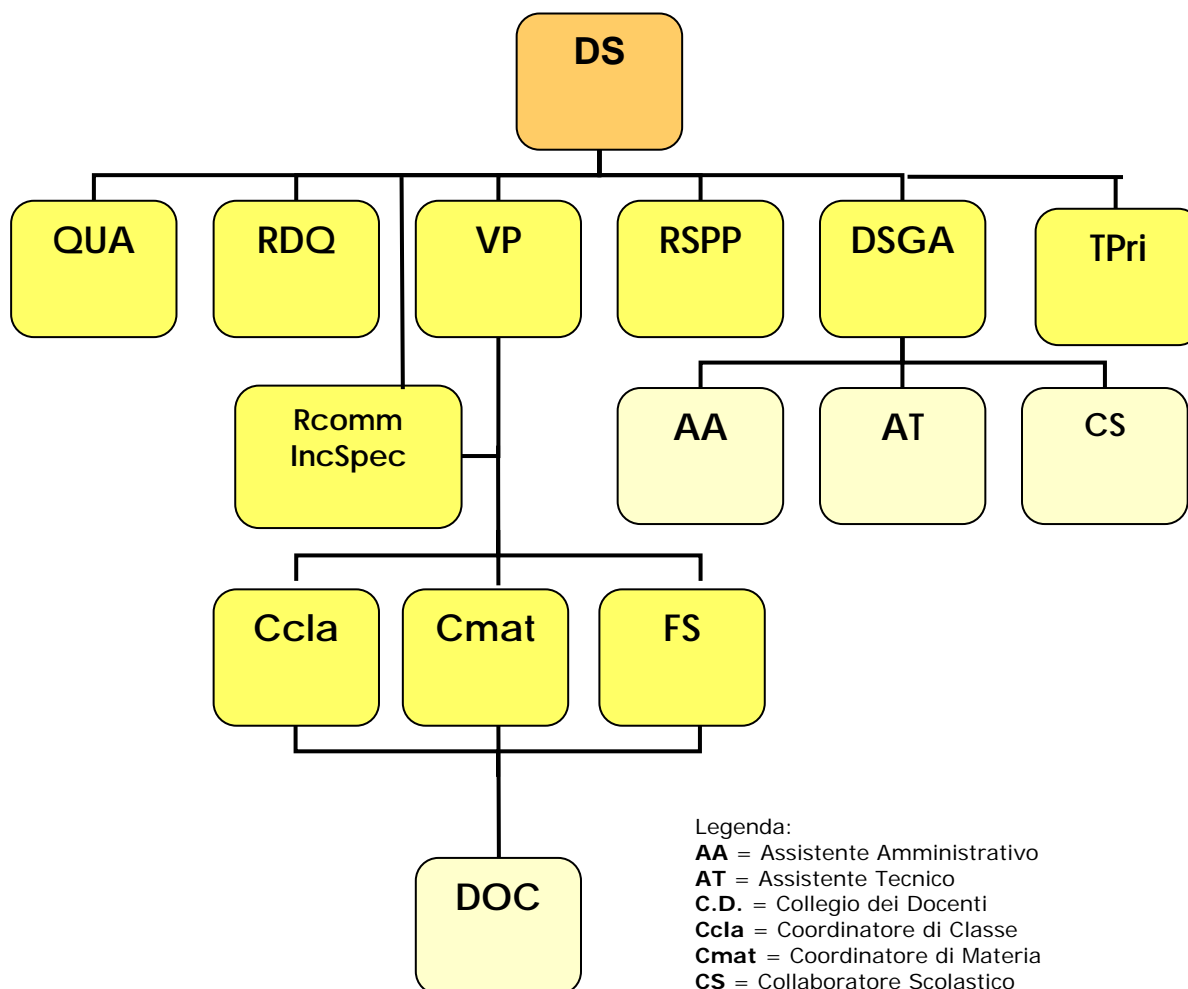 DS
QUA
RDQ
VP
RSPP
DSGA
TPri
Rcomm
IncSpec
AA
AT
CS
Ccla
Cmat
FS
DOC
Legenda:
AA = Assistente Amministrativo
AT = Assistente Tecnico
C.D. = Collegio dei Docenti
Ccla = Coordinatore di Classe
Cmat = Coordinatore di Materia
CS = Collaboratore Scolastico